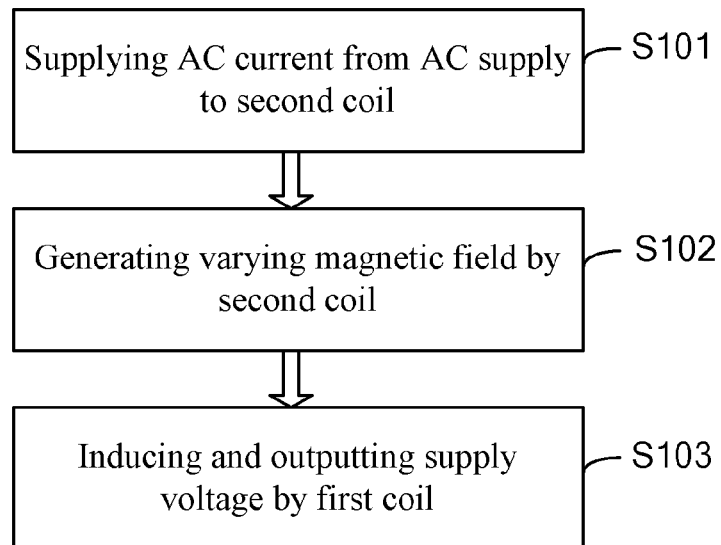 Supplying AC current from AC supply
to second coil
S101
Generating varying magnetic field by
second coil
S102
Inducing and outputting supply
voltage by first coil
S103